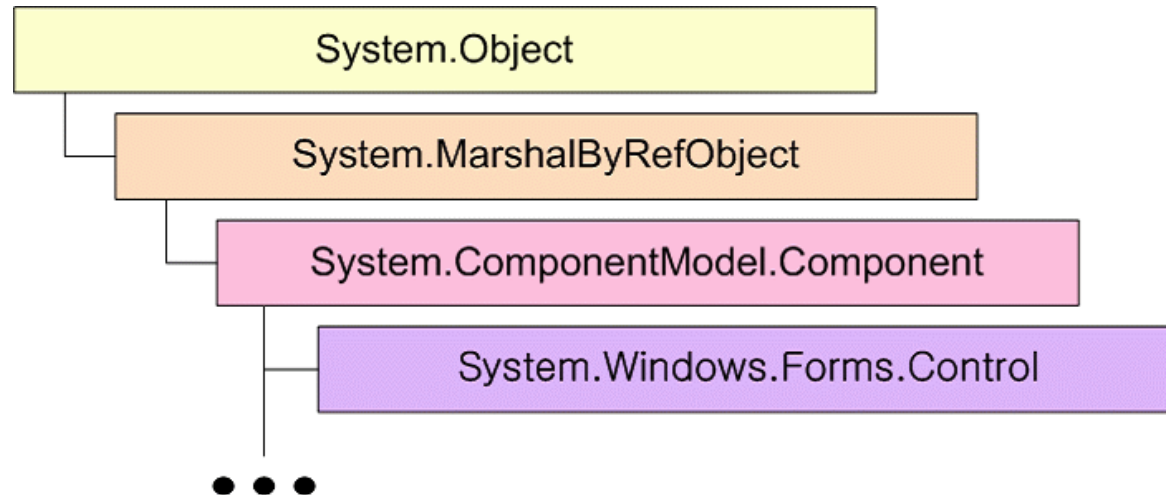 System.Object
System.MarshalByRefObject
System.ComponentModel.Component
System.Windows.Forms.Control